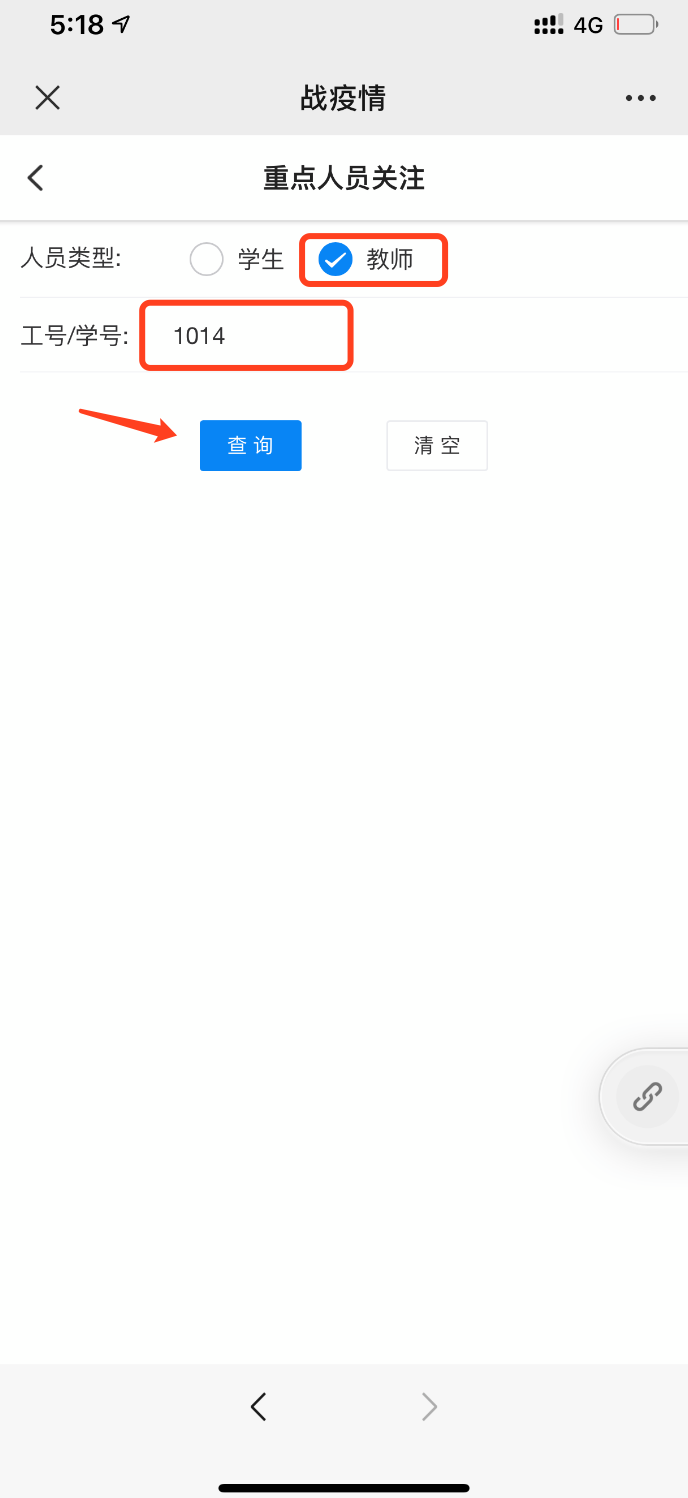 5:18 4G
战疫情
重点人员关注
人员类型: 学生 教师
工号/学号: 1014
查询 清空